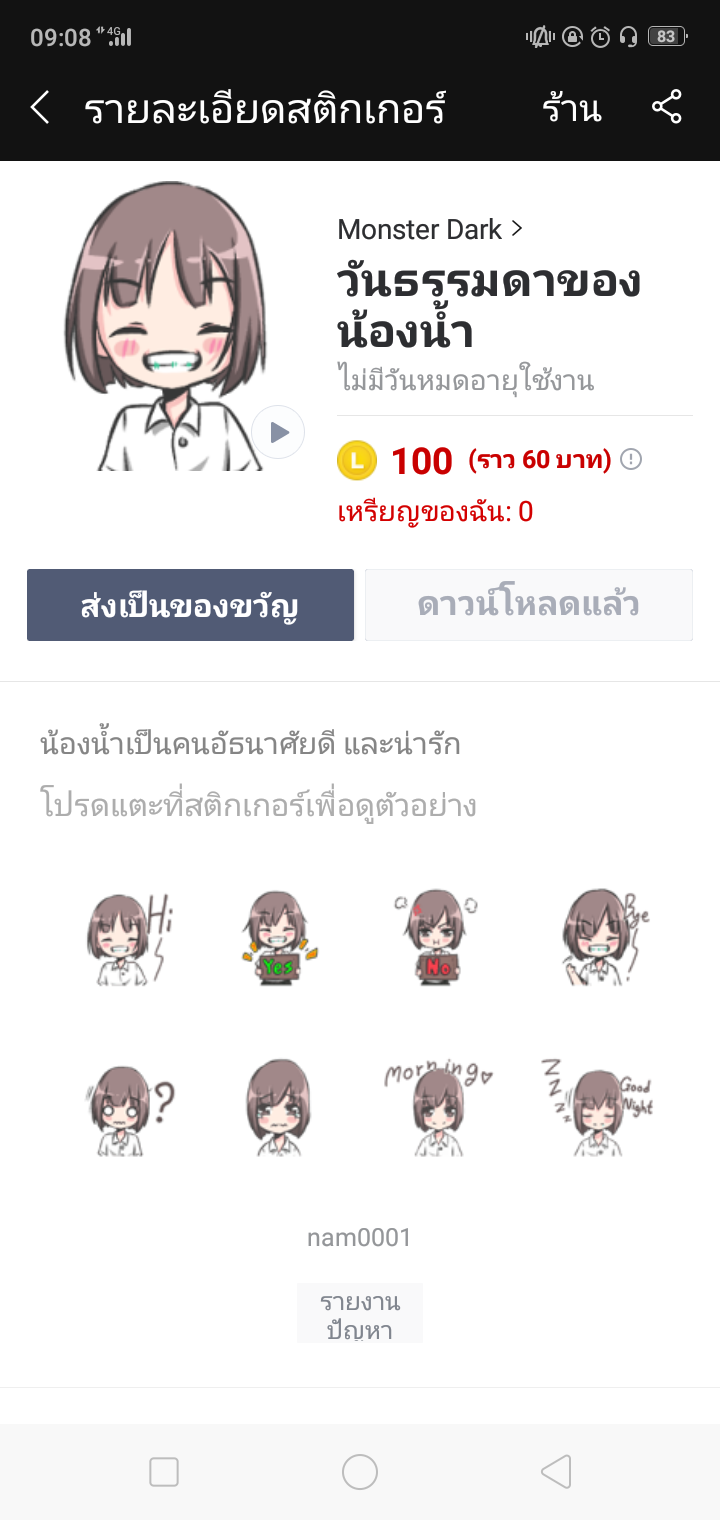 09:08 4G 83
รายละเอียดสติกเกอร์ ร้าน
Monster Dark >
วันธรรมดาของ
น้องน้ำ
ไม่มีวันหมดอายุใช้งาน
L 100 (ราว 60 บาท)
เหรียญของฉัน: 0
ส่งเป็นของขวัญ ดาวน์โหลดแล้ว
น้องน้ำเป็นคนอัธนาศัยดี และน่ารัก
โปรดแตะที่สติกเกอร์เพื่อดูตัวอย่าง
Hi
Yes
No
Bye
?
Morning
Z Z Z Z Good
Night
nam0001
รายงาน
ปัญหา